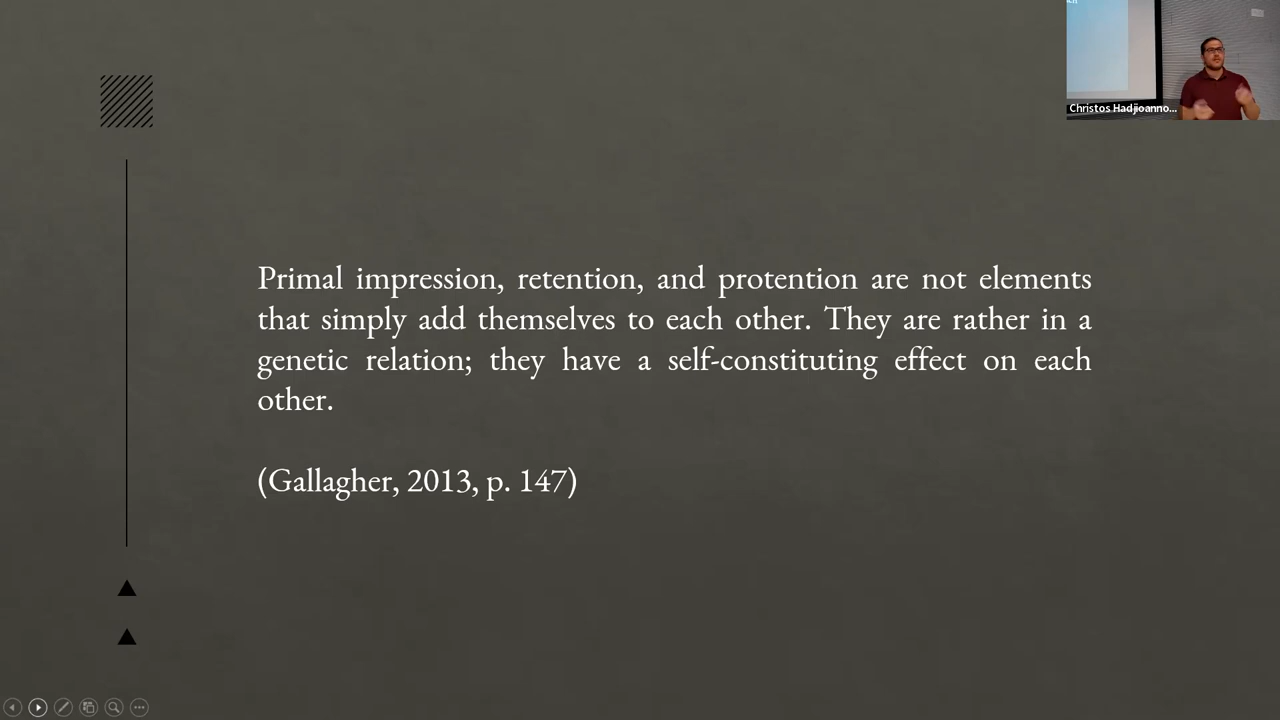 Christos Hadjioanno...
Primal impression, retention, and protention are not elements
that simply add themselves to each other. They are rather in a
genetic relation; they have a self-constituting effect on each
other.
(Gallagher, 2013, p. 147)